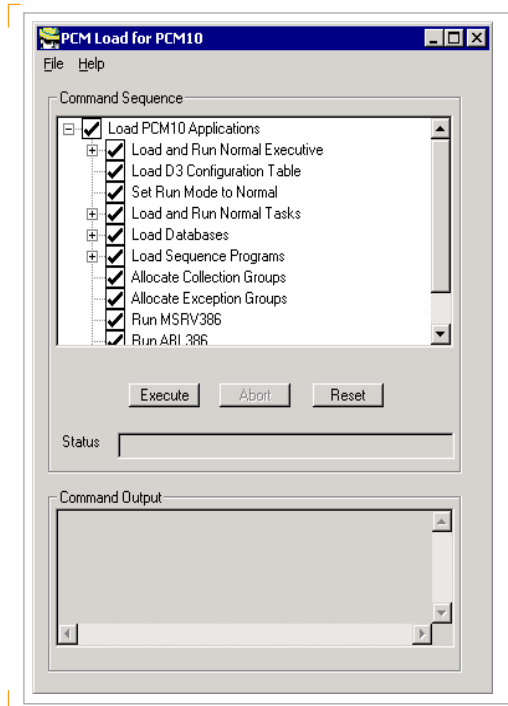 PCM Load for PCM10
File Help
Command Sequence
Load PCM10 Applications
Load and Run Normal Executive
Load D3 Configuration Table
Set Run Mode to Normal
Load and Run Normal Tasks
Load Databases
Load Sequence Programs
Allocate Collection Groups
Allocate Exception Groups
Run MSRV386
Run ABL386
Execute Abort Reset
Status
Command Output